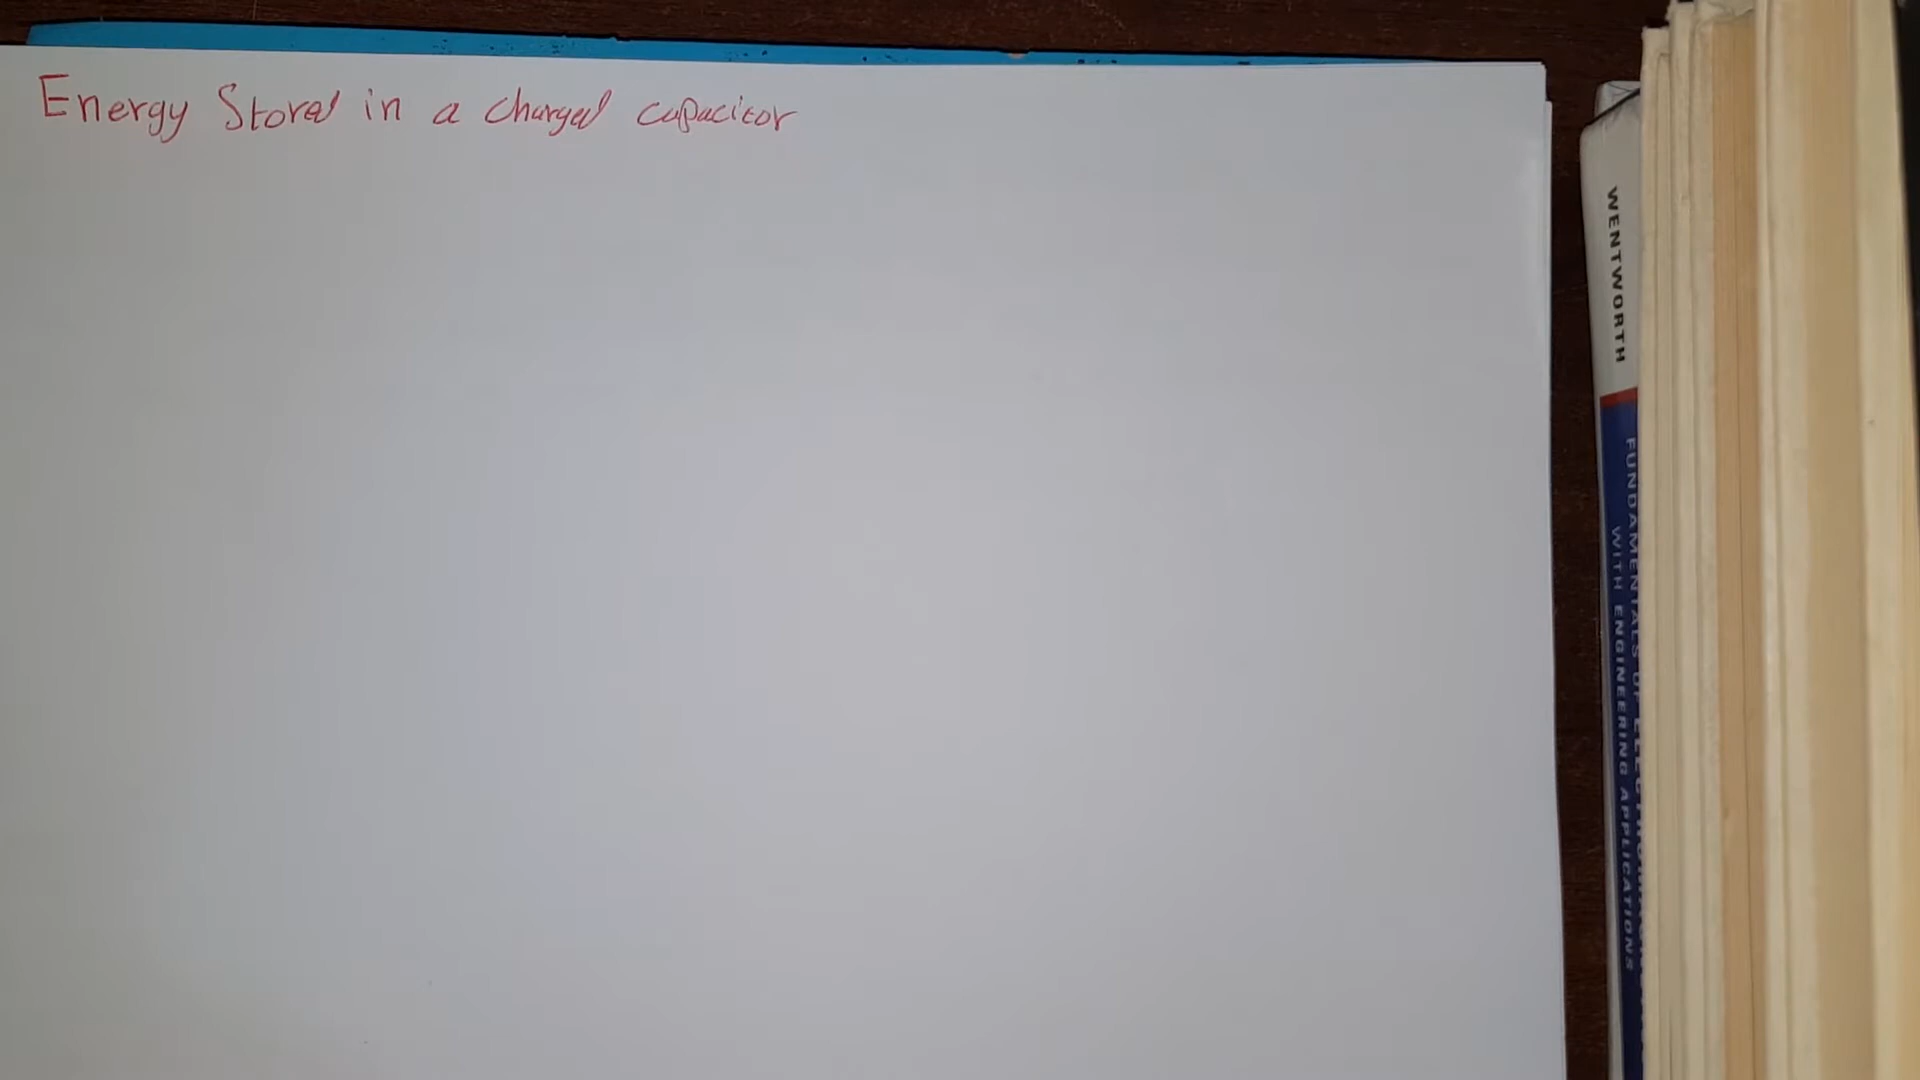 Energy Stored in a charged capacitor
WENTWORTH
FUNDAMENTALS OF ELECTROMAGNETICS
WITH ENGINEERING APPLICATIONS